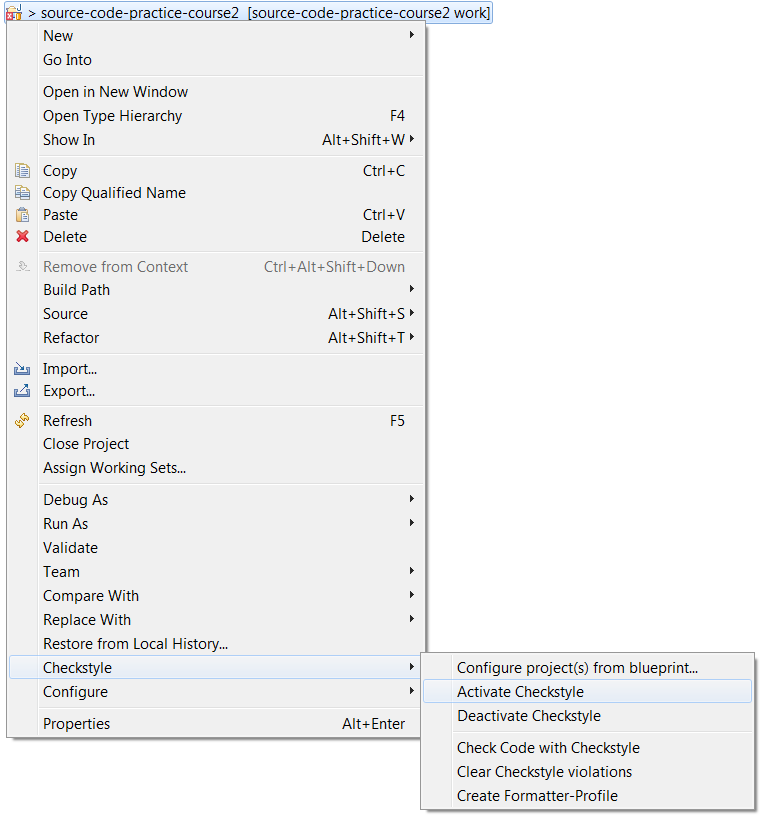 > source-code-practice-course2 [source-code-practice-course2 work]
New
Go Into
Open in New Window
Open Type Hierarchy F4
Show In Alt+Shift+W
Copy Ctrl+C
Copy Qualified Name
Paste Ctrl+V
Delete Delete
Remove from Context Ctrl+Alt+Shift+Down
Build Path
Source Alt+Shift+S
Refactor Alt+Shift+T
Import...
Export...
Refresh F5
Close Project
Assign Working Sets...
Debug As
Run As
Validate
Team
Compare With
Replace With
Restore from Local History...
Checkstyle
Configure
Properties Alt+Enter
Configure project(s) from blueprint...
Activate Checkstyle
Deactivate Checkstyle
Check Code with Checkstyle
Clear Checkstyle violations
Create Formatter-Profile